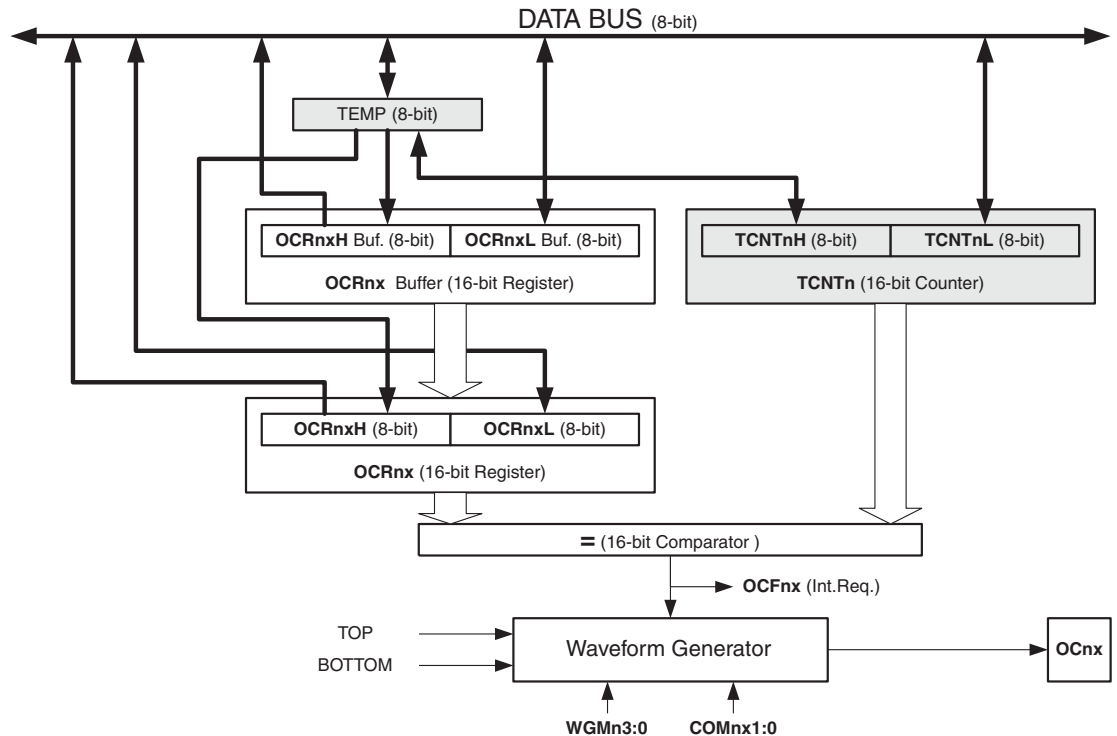 DATA BUS (8-bit)
TEMP (8-bit)
OCRnxH Buf. (8-bit)
OCRnxL Buf. (8-bit)
OCRnx Buffer (16-bit Register)
TCNTnH (8-bit)
TCNTnL (8-bit)
TCNTn (16-bit Counter)
OCRnxH (8-bit)
OCRnxL (8-bit)
OCRnx (16-bit Register)
= (16-bit Comparator )
OCFnx (Int.Req.)
TOP
BOTTOM
Waveform Generator
OCnx
WGMn3:0
COMnx1:0